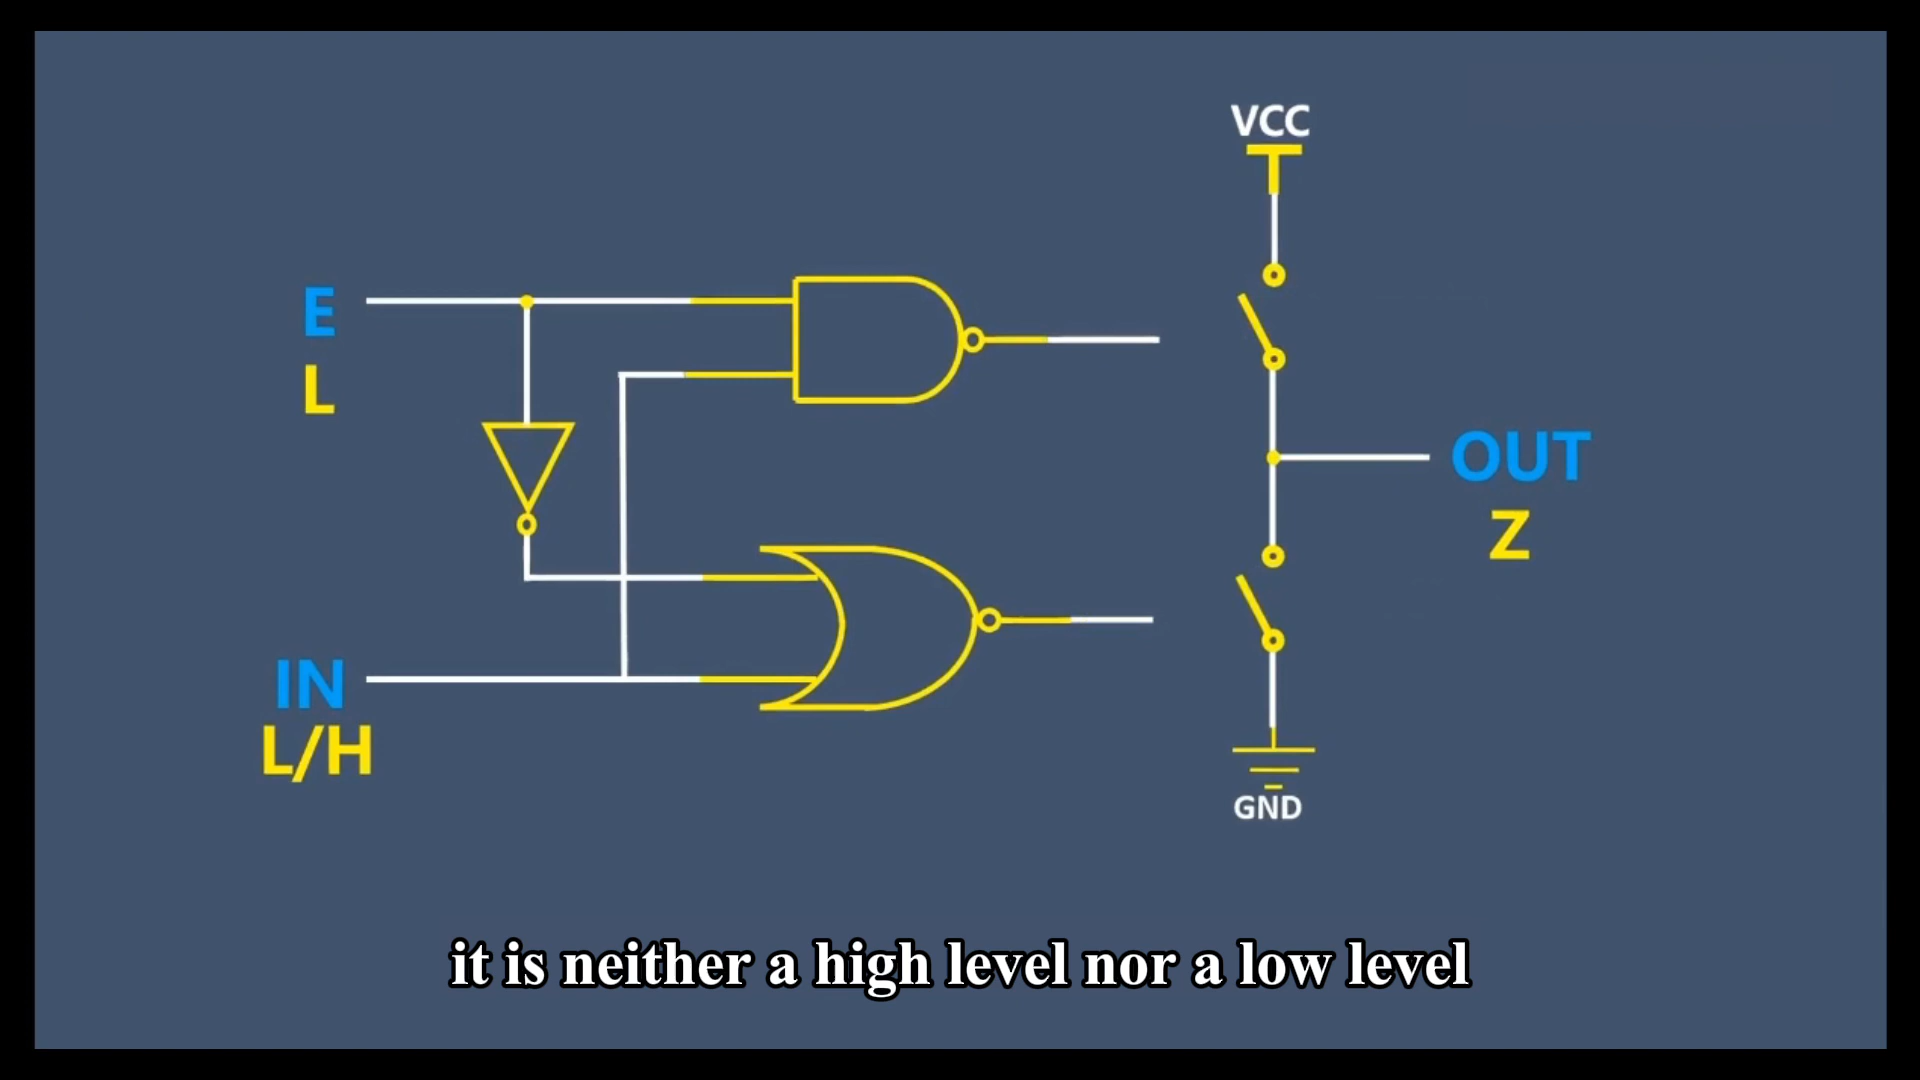 VCC
E
L
OUT
Z
IN
L/H
GND
it is neither a high level nor a low level